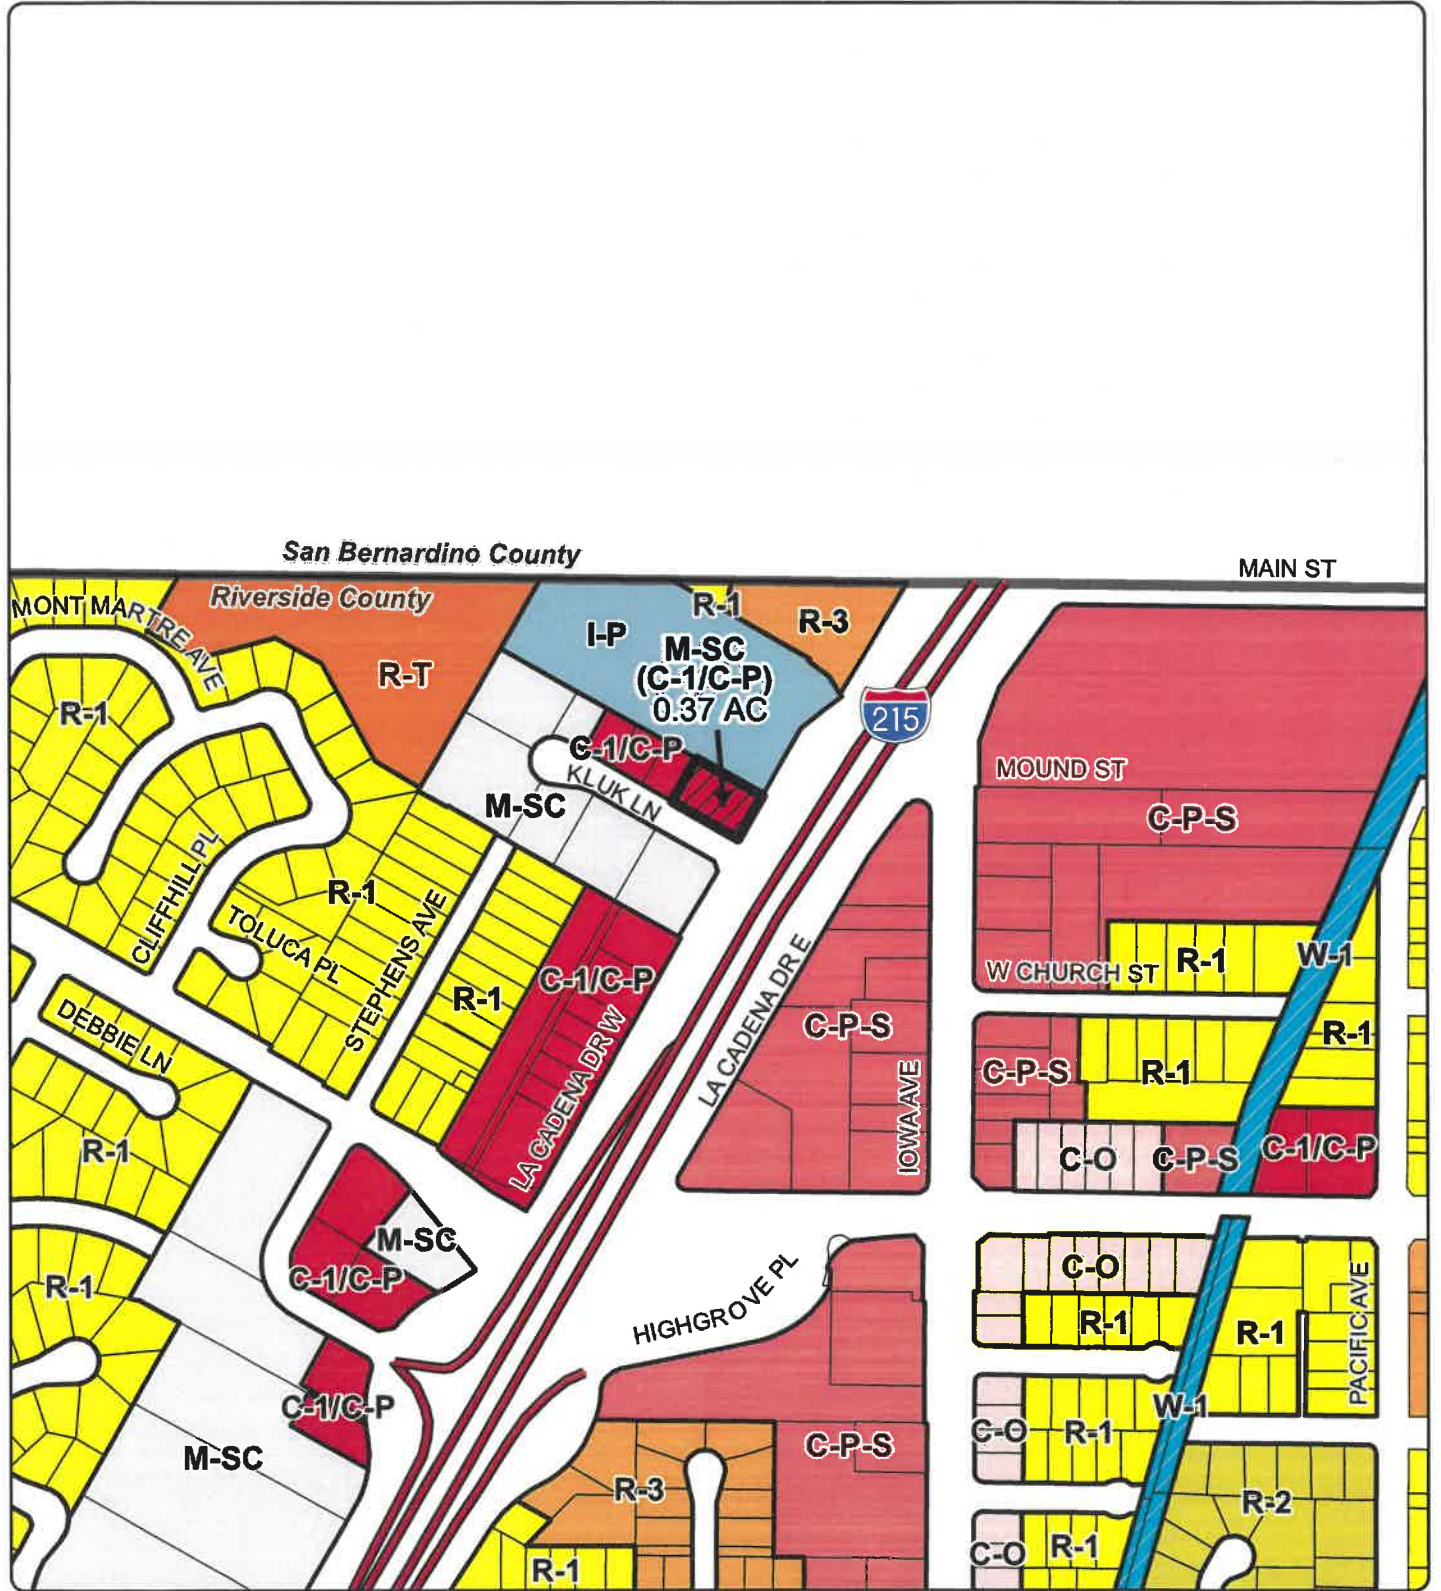 San Bernardino County
MAIN ST
Riverside County
MONT MARTRE AVE
R-1
R-3
I-P
M-SC
(C-1/C-P)
0.37 AC
R-T
R-1
215
C-1/C-P
KLUK LN
MOUND ST
M-SC
C-P-S
CLIFFHILL PL
R-1
TOLUCA PL
STEPHENS AVE
R-1
C-1/C-P
LA CADENA DR W
LA CADENA DR E
W CHURCH ST
R-1
W-1
C-P-S
IOWA AVE
DEBBIE LN
R-1
C-P-S
R-1
R-1
C-O
C-P-S
C-1/C-P
M-SC
C-1/C-P
R-1
HIGHGROVE PL
C-O
R-1
R-1
PACIFIC AVE
C-1/C-P
M-SC
W-1
C-O
R-1
C-P-S
R-3
R-2
R-1
C-O
R-1